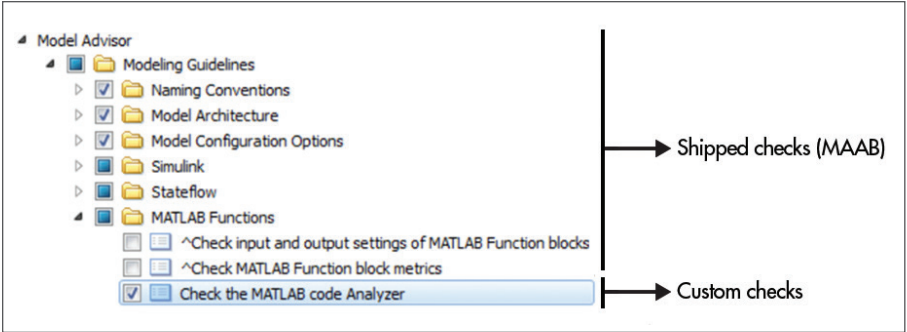 Model Advisor
Modeling Guidelines
Naming Conventions
Model Architecture
Model Configuration Options
Simulink
Stateflow
MATLAB Functions
^Check input and output settings of MATLAB Function blocks
^Check MATLAB Function block metrics
Check the MATLAB code Analyzer
Shipped checks (MAAB)
Custom checks